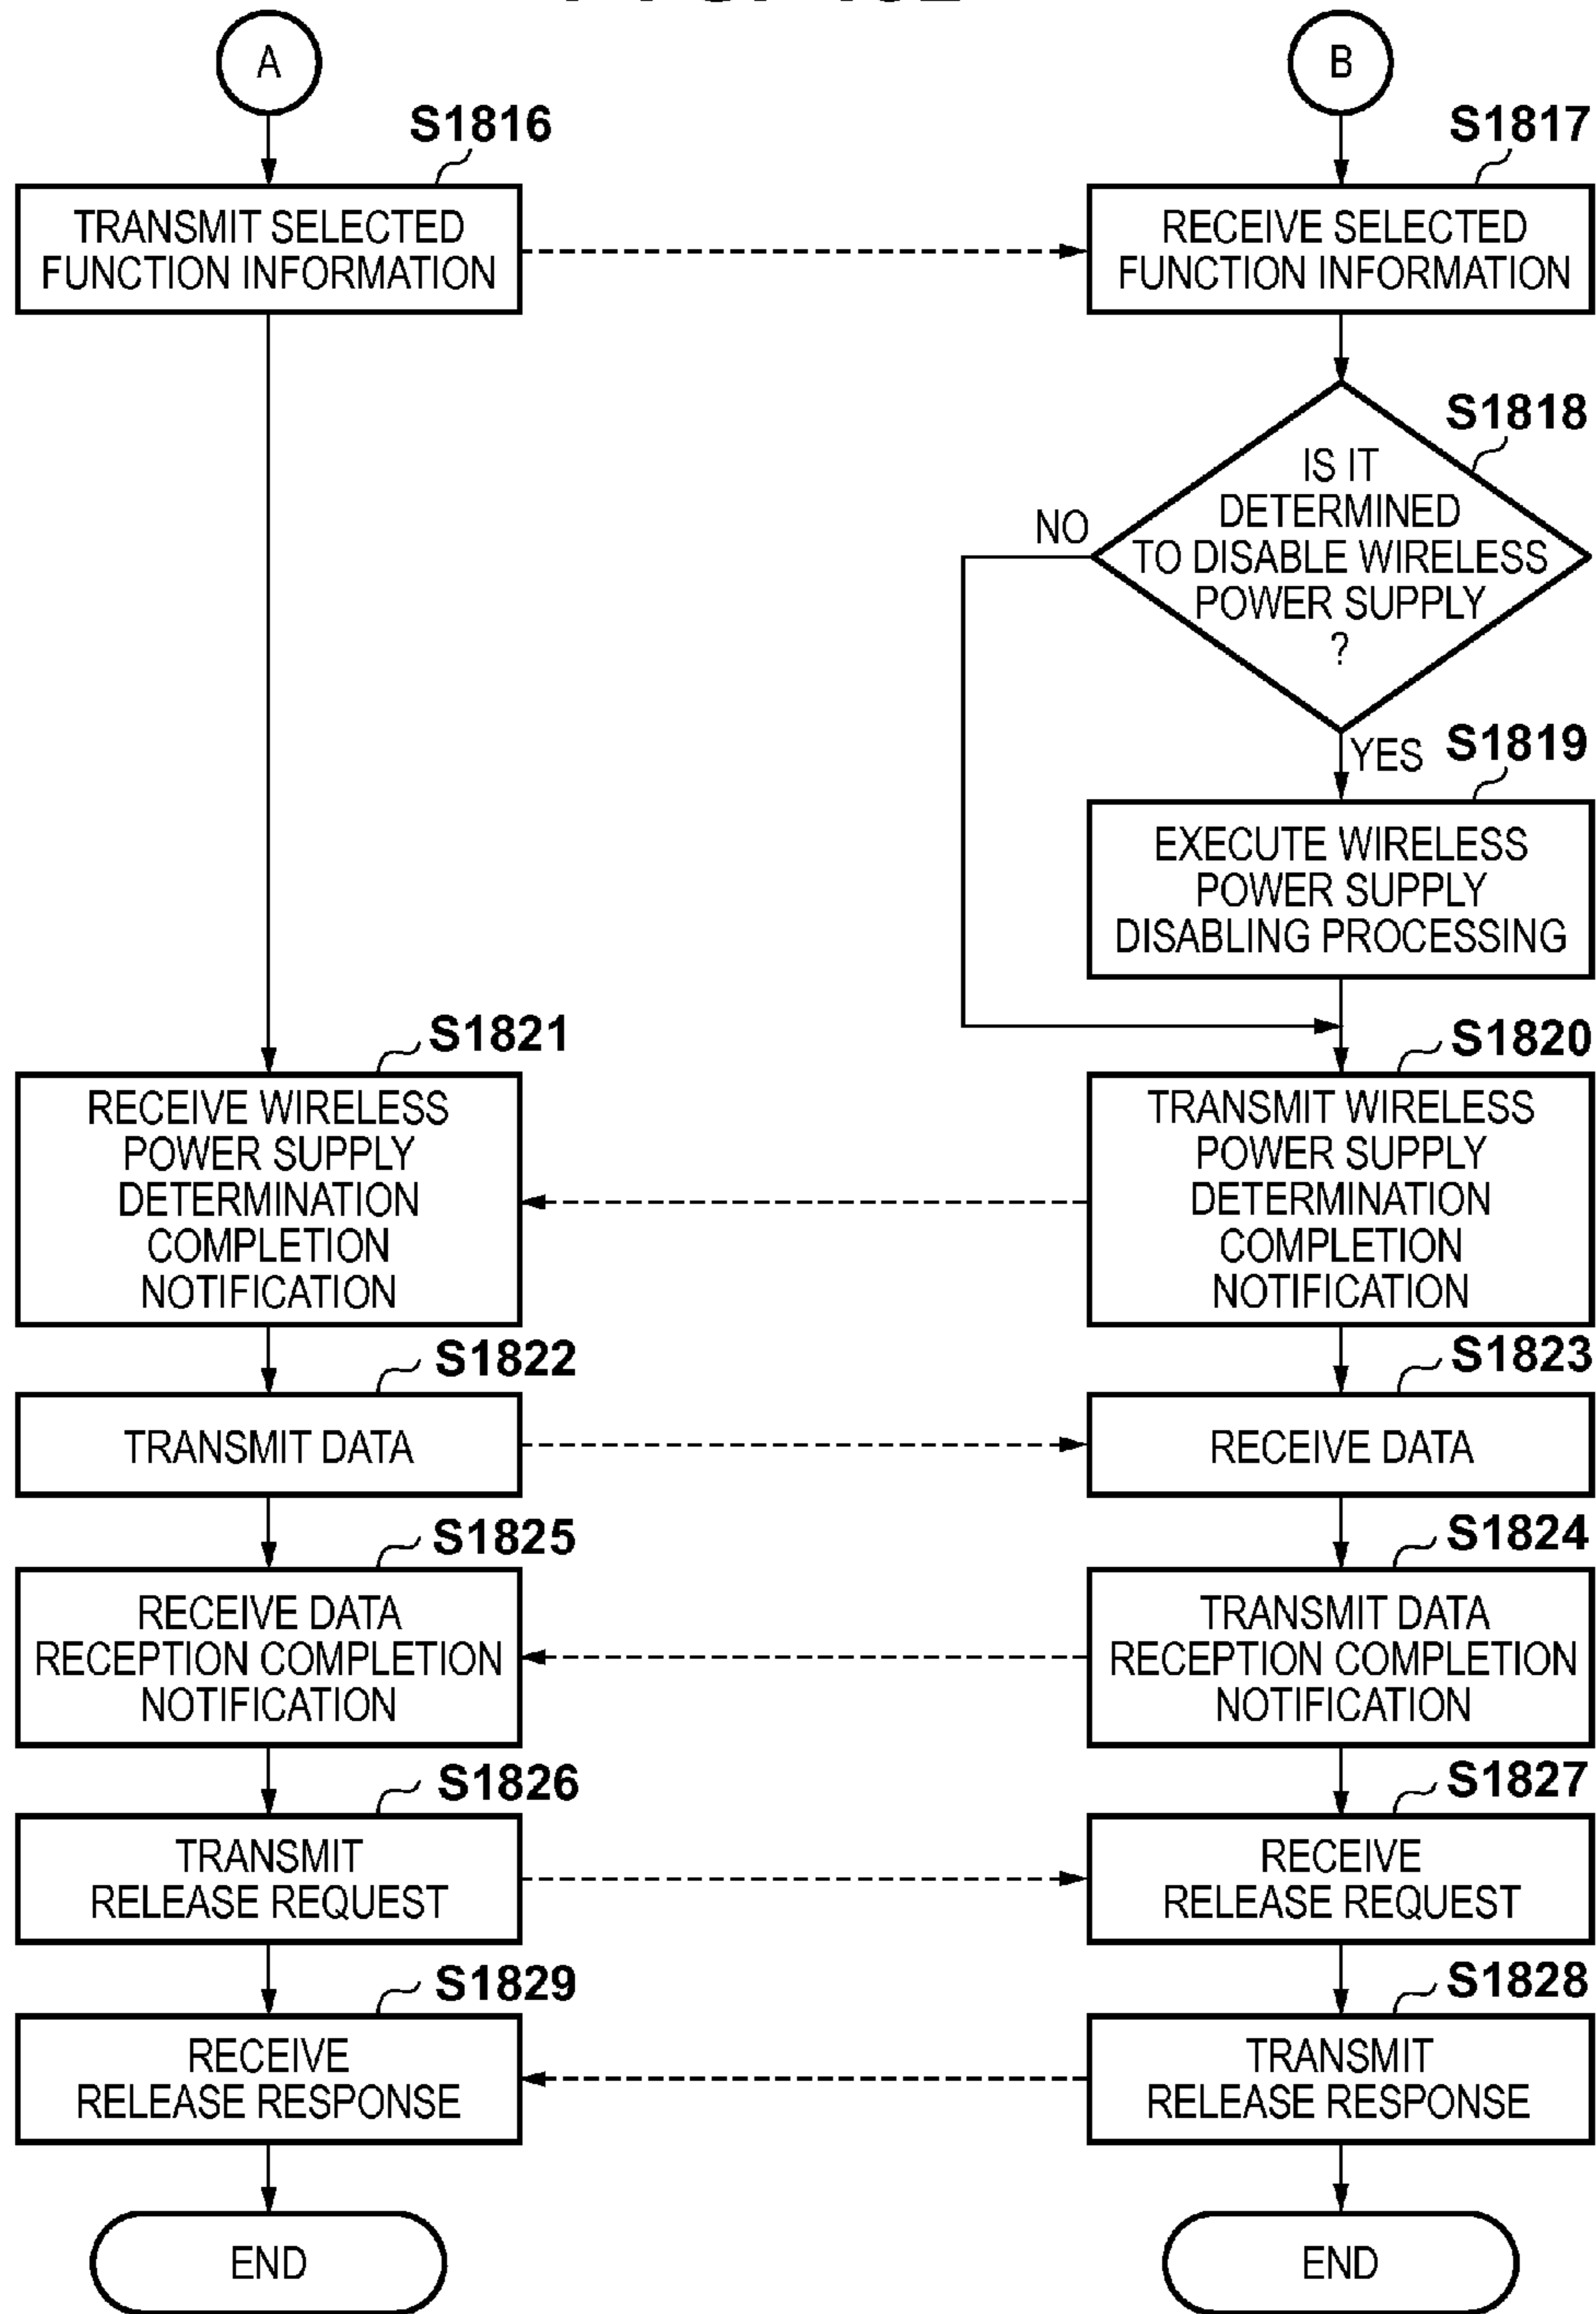 A
B
S1816
S1817
TRANSMIT SELECTED
FUNCTION INFORMATION
RECEIVE SELECTED
FUNCTION INFORMATION
S1818
IS IT
DETERMINED
TO DISABLE WIRELESS
POWER SUPPLY
?
NO
YES
S1819
EXECUTE WIRELESS
POWER SUPPLY
DISABLING PROCESSING
S1821
S1820
RECEIVE WIRELESS
POWER SUPPLY
DETERMINATION
COMPLETION
NOTIFICATION
TRANSMIT WIRELESS
POWER SUPPLY
DETERMINATION
COMPLETION
NOTIFICATION
S1822
S1823
TRANSMIT DATA
RECEIVE DATA
S1825
S1824
RECEIVE DATA
RECEPTION COMPLETION
NOTIFICATION
TRANSMIT DATA
RECEPTION COMPLETION
NOTIFICATION
S1826
S1827
TRANSMIT
RELEASE REQUEST
RECEIVE
RELEASE REQUEST
S1829
S1828
RECEIVE
RELEASE RESPONSE
TRANSMIT
RELEASE RESPONSE
END
END